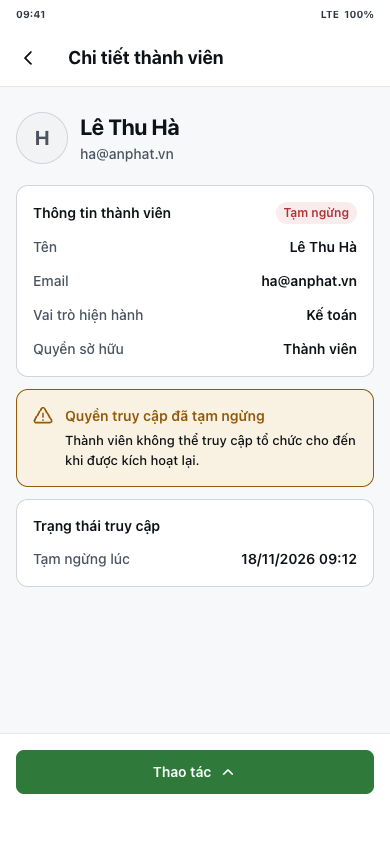 09:41
LTE 100%
Chi tiết thành viên
H
Lê Thu Hà
ha@anphat.vn
Thông tin thành viên
Tạm ngừng
Tên
Lê Thu Hà
Email
ha@anphat.vn
Vai trò hiện hành
Kế toán
Quyền sở hữu
Thành viên
Quyền truy cập đã tạm ngừng
Thành viên không thể truy cập tổ chức cho đến
khi được kích hoạt lại.
Trạng thái truy cập
Tạm ngừng lúc
18/11/2026 09:12
Thao tác